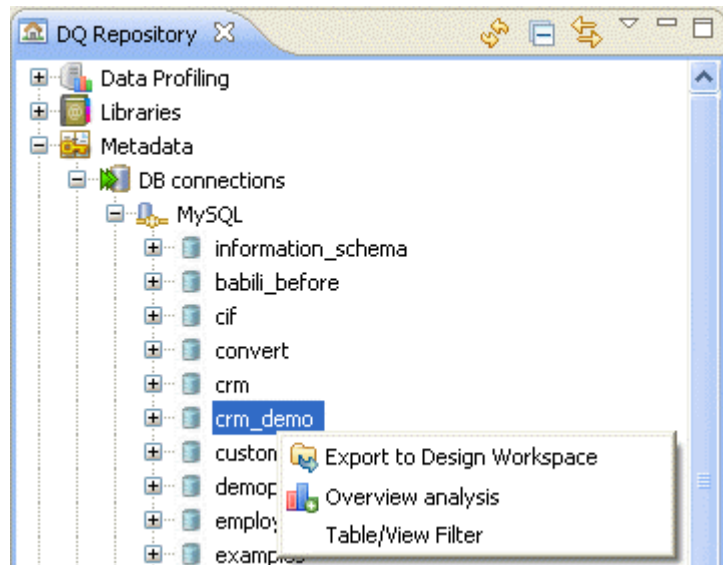 DQ Repository
Data Profiling
Libraries
Metadata
DB connections
MySQL
information_schema
babili_before
cif
convert
crm
crm_demo
Export to Design Workspace
Overview analysis
Table/View Filter
examples